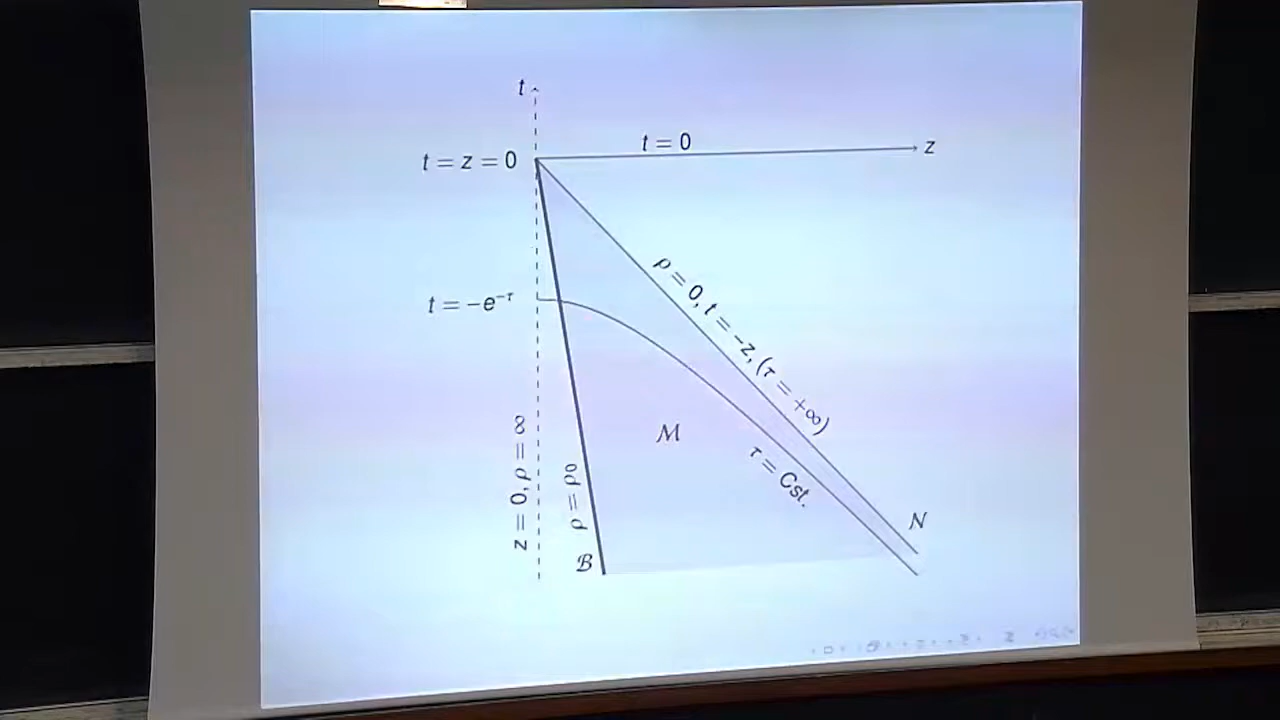 t
t = 0
z
t = z = 0
ρ = 0, t = −z, (τ = +∞)
t = −e^{−τ}
z = 0, ρ = ∞
ρ = ρ₀
ℳ
τ = Cst.
𝒩
ℬ